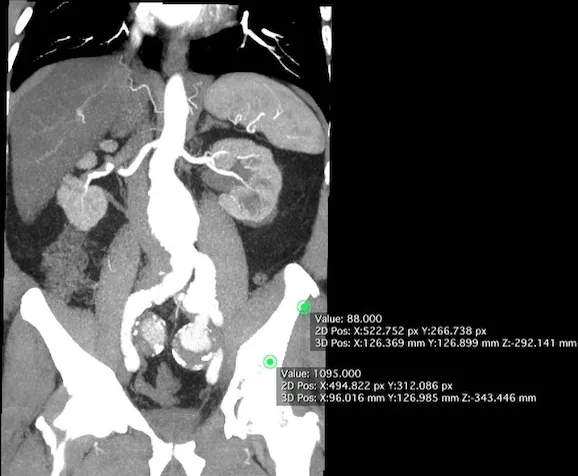 Value: 88.000
2D Pos: X:522.752 px Y:266.738 px
3D Pos: X:126.369 mm Y:126.899 mm Z:-292.141 mm
Value: 1095.000
2D Pos: X:494.822 px Y:312.086 px
3D Pos: X:96.016 mm Y:126.985 mm Z:-343.446 mm